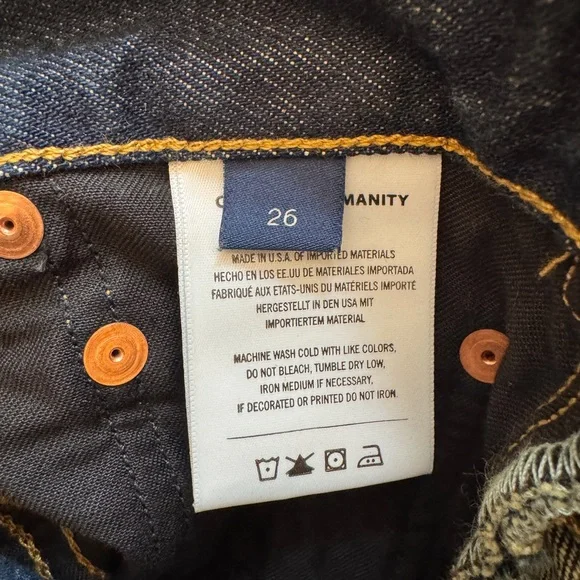 MANITY
26
MADE IN U.S.A. OF IMPORTED MATERIALS
HECHO EN LOS EE.UU DE MATERIALES IMPORTADA
FABRIQUÉ AUX ETATS-UNIS DU MATÉRIELS IMPORTÉ
HERGESTELLT IN DEN USA MIT
IMPORTIERTEM MATERIAL
MACHINE WASH COLD WITH LIKE COLORS,
DO NOT BLEACH, TUMBLE DRY LOW,
IRON MEDIUM IF NECESSARY,
IF DECORATED OR PRINTED DO NOT IRON.